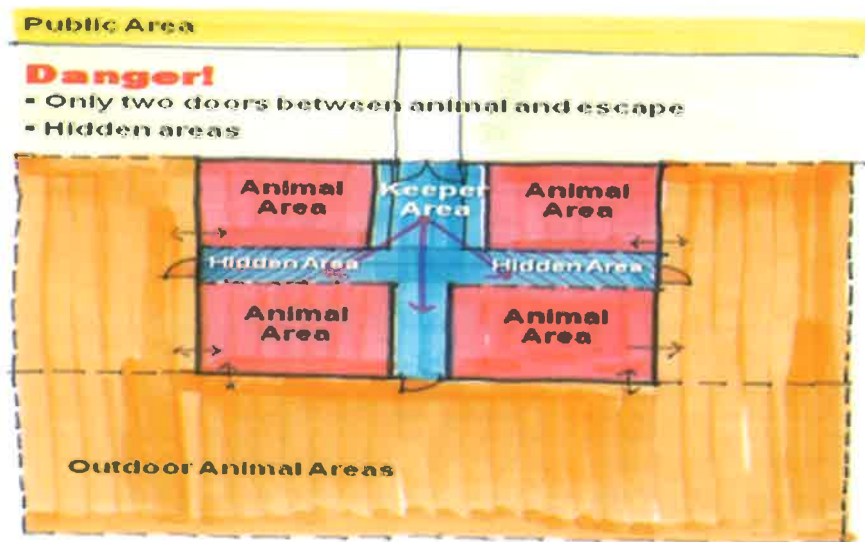 Public Area
Danger!
- Only two doors between animal and escape
- Hidden areas
Animal
Area
Keeper
Area
Animal
Area
Hidden Area
Hidden Area
Animal
Area
Animal
Area
Outdoor Animal Areas